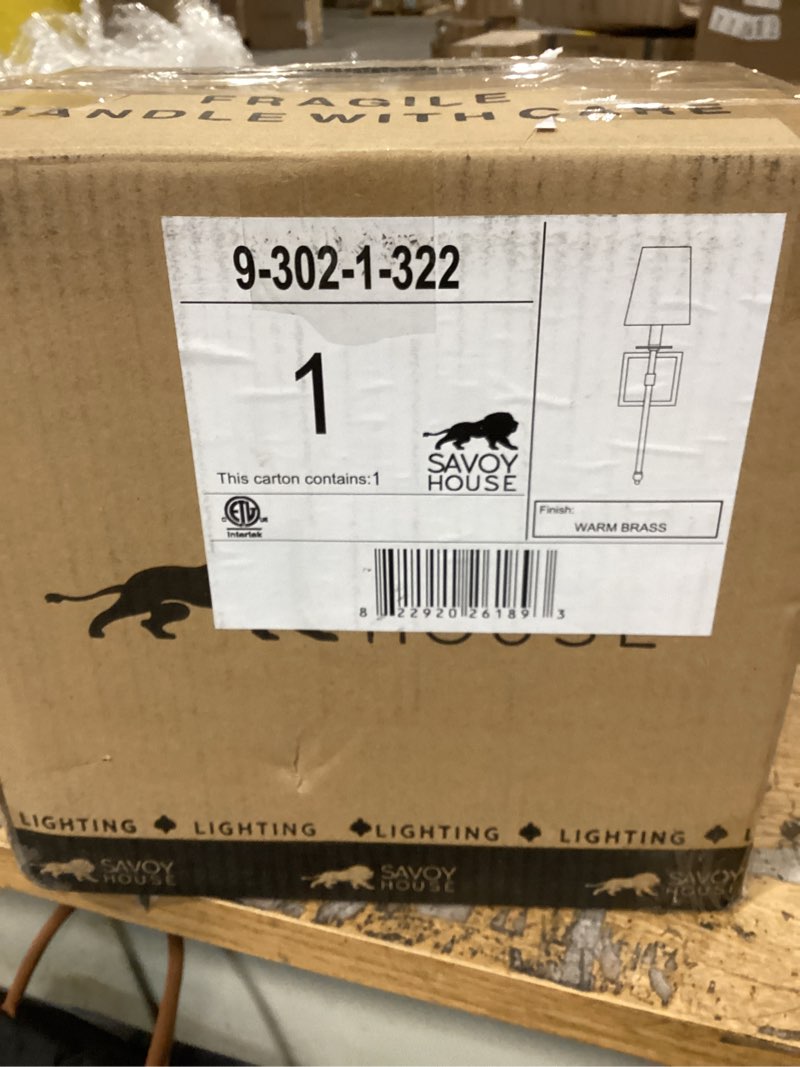 FRAGILE
HANDLE WITH CARE
9-302-1-322
1
This carton contains:1
SAVOY
HOUSE
ETL
Intertek
Finish:
WARM BRASS
8 22920 26189 3
HOUSE
LIGHTING LIGHTING LIGHTING LIGHTING L
SAVOY HOUSE SAVOY HOUSE SAVOY HOUSE